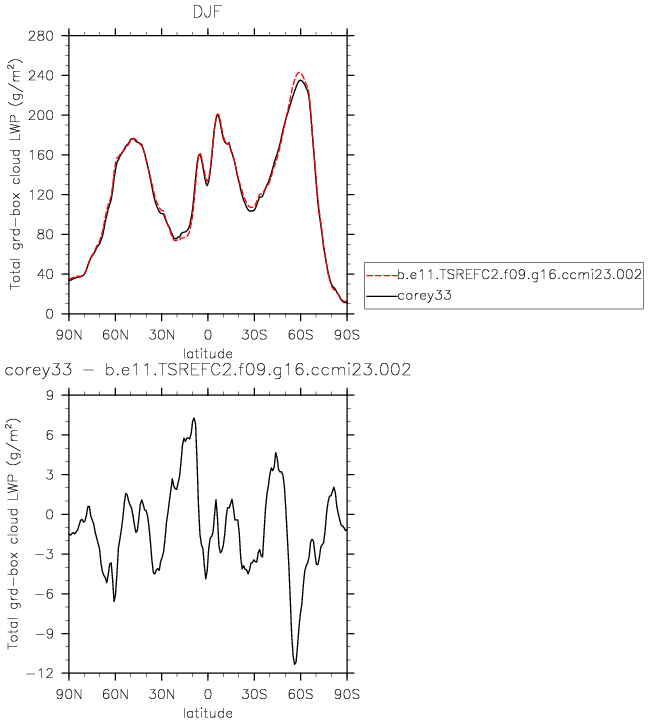 DJF
Total grd-box cloud LWP (g/m²)
280
240
200
160
120
80
40
0
90N 60N 30N 0 30S 60S 90S
latitude
b.e11.TSREFC2.f09.g16.ccmi23.002
corey33
corey33 - b.e11.TSREFC2.f09.g16.ccmi23.002
Total grd-box cloud LWP (g/m²)
9
6
3
0
-3
-6
-9
-12
90N 60N 30N 0 30S 60S 90S
latitude